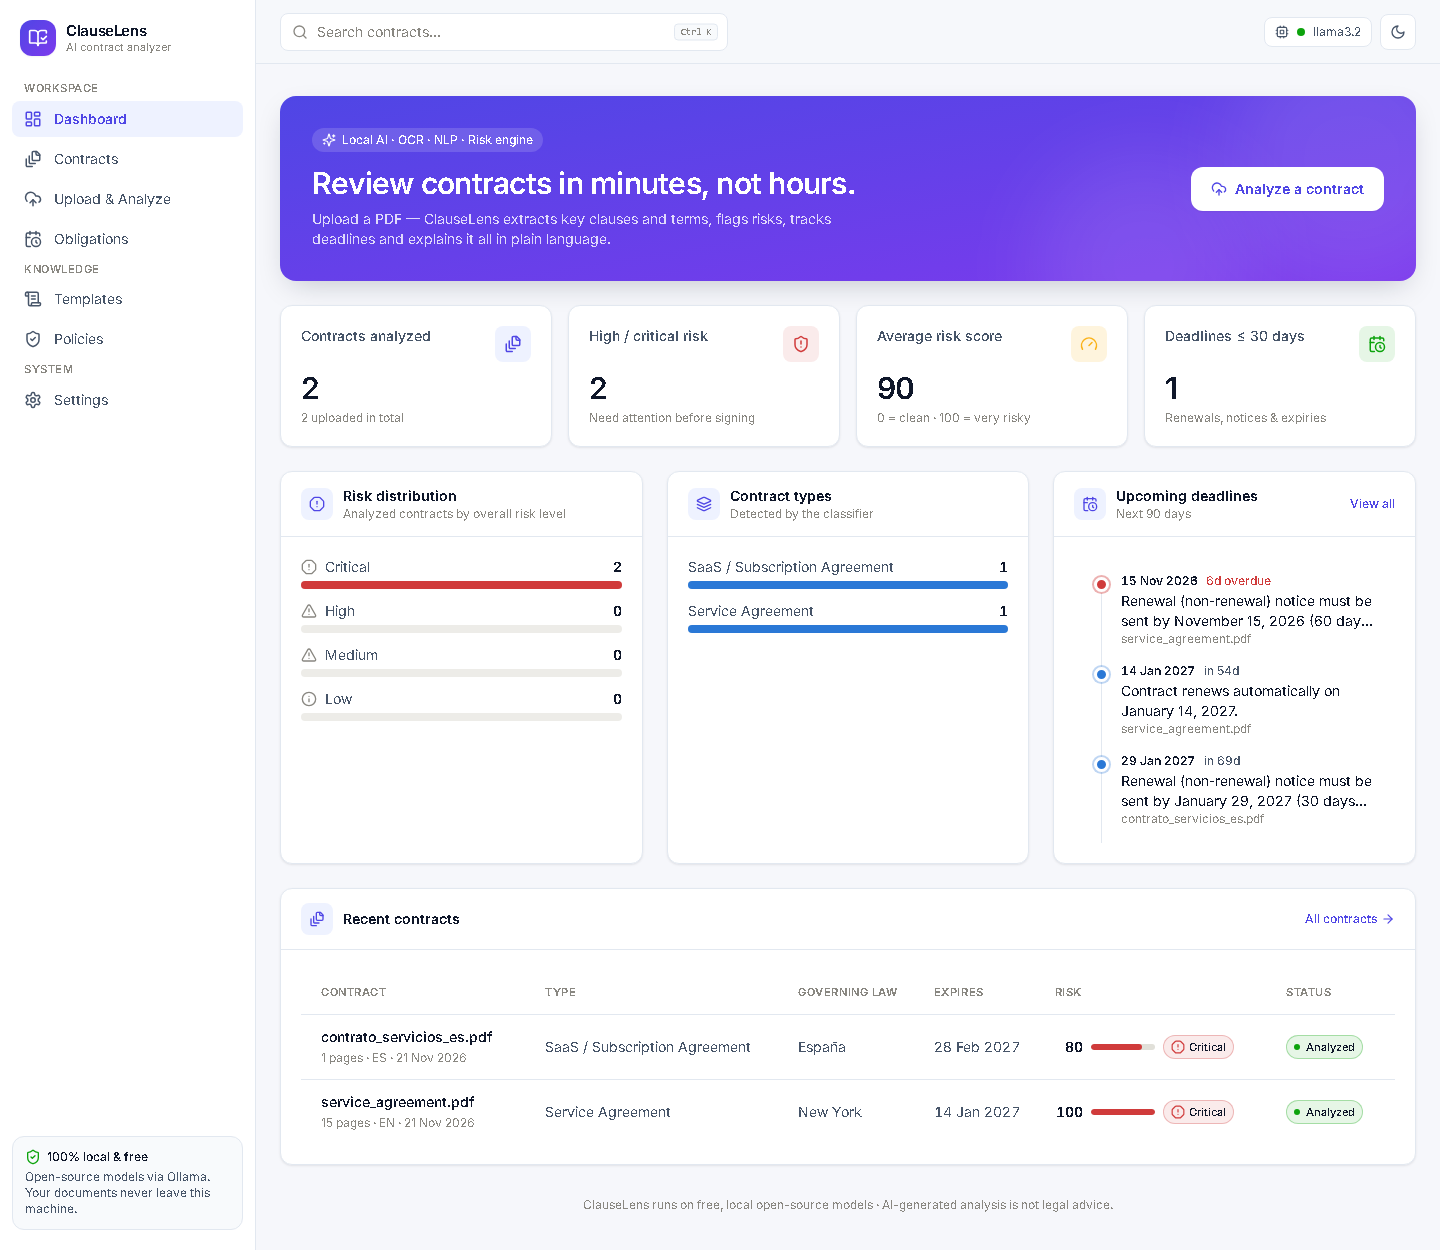 ClauseLens
AI contract analyzer
WORKSPACE
Dashboard
Contracts
Upload & Analyze
Obligations
KNOWLEDGE
Templates
Policies
SYSTEM
Settings
100% local & free
Open-source models via Ollama.
Your documents never leave this
machine.
Search contracts...
Ctrl K
llama3.2
Local AI · OCR · NLP · Risk engine
Review contracts in minutes, not hours.
Upload a PDF — ClauseLens extracts key clauses and terms, flags risks, tracks
deadlines and explains it all in plain language.
Analyze a contract
Contracts analyzed
2
2 uploaded in total
High / critical risk
2
Need attention before signing
Average risk score
90
0 = clean · 100 = very risky
Deadlines ≤ 30 days
1
Renewals, notices & expiries
Risk distribution
Analyzed contracts by overall risk level
Critical 2
High 0
Medium 0
Low 0
Contract types
Detected by the classifier
SaaS / Subscription Agreement 1
Service Agreement 1
Upcoming deadlines
Next 90 days
View all
15 Nov 2026 6d overdue
Renewal (non-renewal) notice must be
sent by November 15, 2026 (60 day...
service_agreement.pdf
14 Jan 2027 in 54d
Contract renews automatically on
January 14, 2027.
service_agreement.pdf
29 Jan 2027 in 69d
Renewal (non-renewal) notice must be
sent by January 29, 2027 (30 days...
contrato_servicios_es.pdf
Recent contracts
All contracts →
CONTRACT TYPE GOVERNING LAW EXPIRES RISK STATUS
contrato_servicios_es.pdf
1 pages · ES · 21 Nov 2026
SaaS / Subscription Agreement España 28 Feb 2027 80 Critical Analyzed
service_agreement.pdf
15 pages · EN · 21 Nov 2026
Service Agreement New York 14 Jan 2027 100 Critical Analyzed
ClauseLens runs on free, local open-source models · AI-generated analysis is not legal advice.